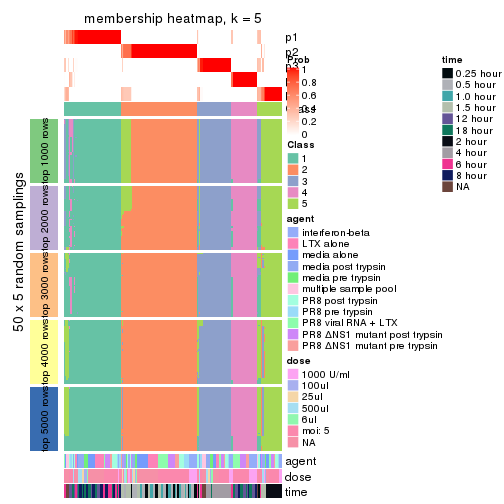 membership heatmap, k = 5
p1
p2
Prob
1
0.8
0.6
0.4
0.2
0
Class
1
2
3
4
5
agent
interferon-beta
LTX alone
media alone
media post trypsin
media pre trypsin
multiple sample pool
PR8 post trypsin
PR8 pre trypsin
PR8 viral RNA + LTX
PR8 ΔNS1 mutant post trypsin
PR8 ΔNS1 mutant pre trypsin
dose
1000 U/ml
100ul
25ul
500ul
6ul
moi: 5
NA
time
0.25 hour
0.5 hour
1.0 hour
1.5 hour
12 hour
18 hour
2 hour
4 hour
6 hour
8 hour
NA
50 x 5 random samplings
top 1000 rows
top 2000 rows
top 3000 rows
top 4000 rows
top 5000 rows
agent
dose
time